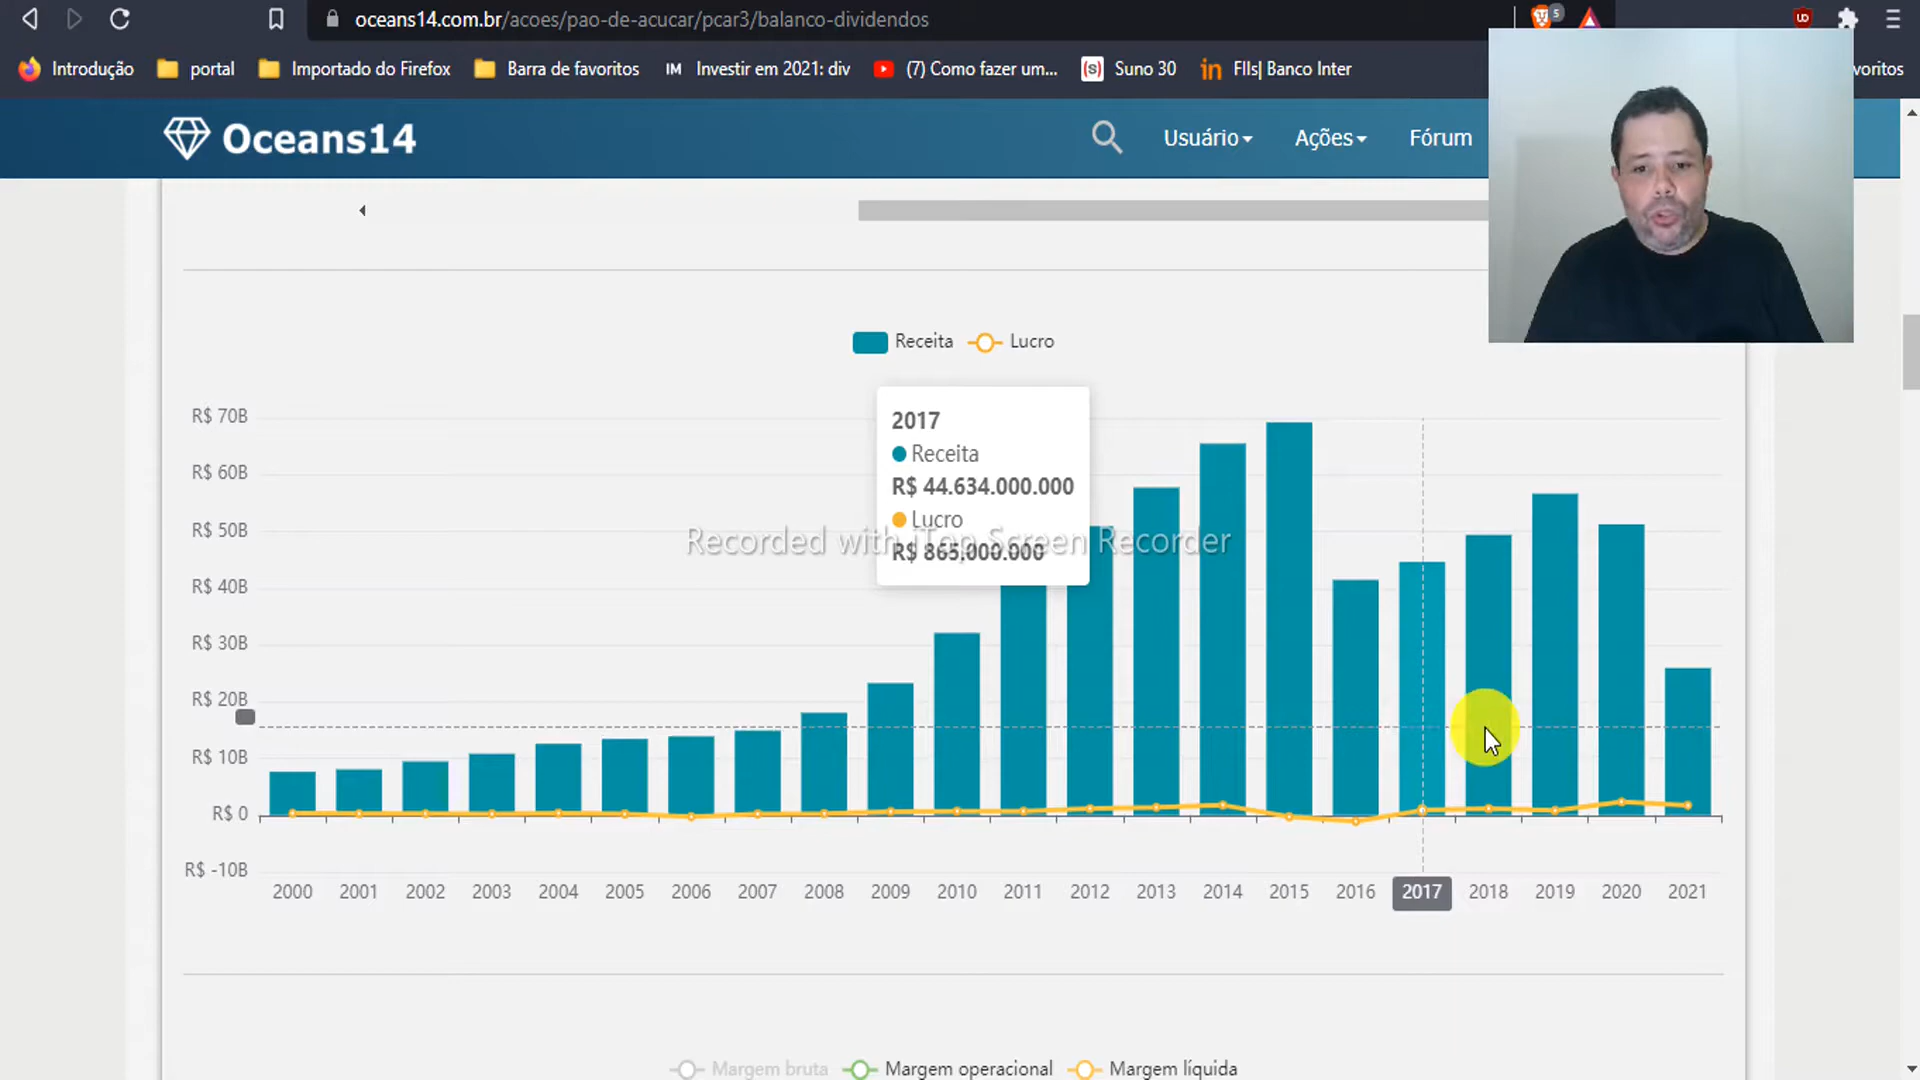 oceans14.com.br/acoes/pao-de-acucar/pcar3/balanco-dividendos
5
UD
Introdução
portal
Importado do Firefox
Barra de favoritos
IM Investir em 2021: div
(7) Como fazer um...
(s) Suno 30
in FIIs| Banco Inter
voritos
Oceans14
Usuário
Ações
Fórum
Receita
Lucro
2017
Receita
R$ 44.634.000.000
Lucro
R$ 865.000.000
Recorded with iTop Screen Recorder
R$ 70B
R$ 60B
R$ 50B
R$ 40B
R$ 30B
R$ 20B
R$ 10B
R$ 0
R$ -10B
2000 2001 2002 2003 2004 2005 2006 2007 2008 2009 2010 2011 2012 2013 2014 2015 2016 2017 2018 2019 2020 2021
Margem bruta
Margem operacional
Margem líquida